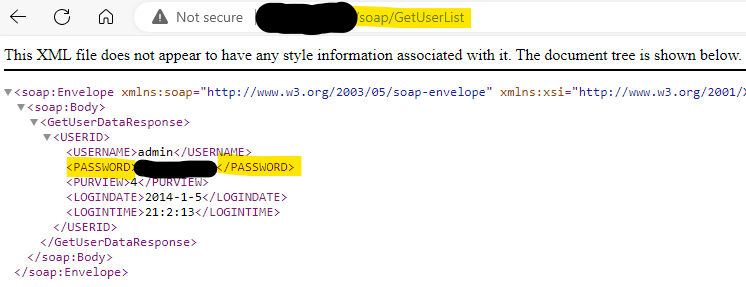 Not secure /soap/GetUserList
This XML file does not appear to have any style information associated with it. The document tree is shown below.
<soap:Envelope xmlns:soap="http://www.w3.org/2003/05/soap-envelope" xmlns:xsi="http://www.w3.org/2001/X
<soap:Body>
<GetUserDataResponse>
<USERID>
<USERNAME>admin</USERNAME>
<PASSWORD> </PASSWORD>
<PURVIEW>4</PURVIEW>
<LOGINDATE>2014-1-5</LOGINDATE>
<LOGINTIME>21:2:13</LOGINTIME>
</USERID>
</GetUserDataResponse>
</soap:Body>
</soap:Envelope>